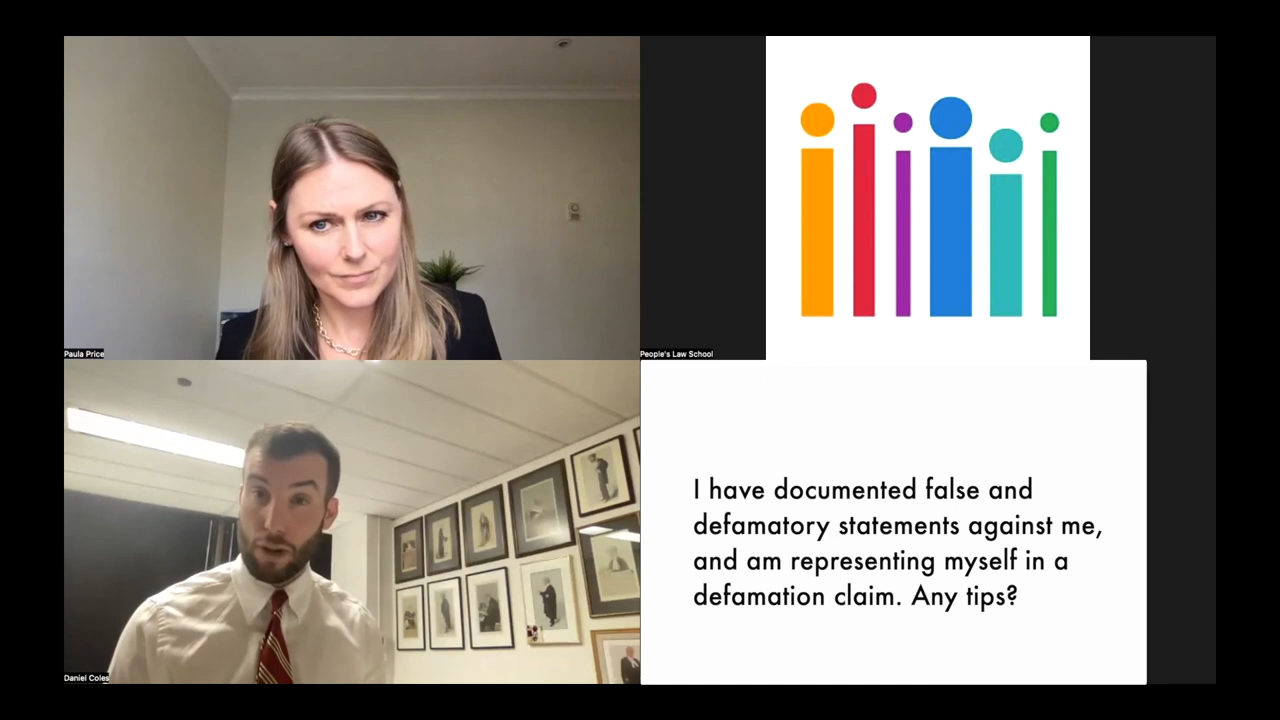 Paula Price
People's Law School
Daniel Coles
I have documented false and
defamatory statements against me,
and am representing myself in a
defamation claim. Any tips?